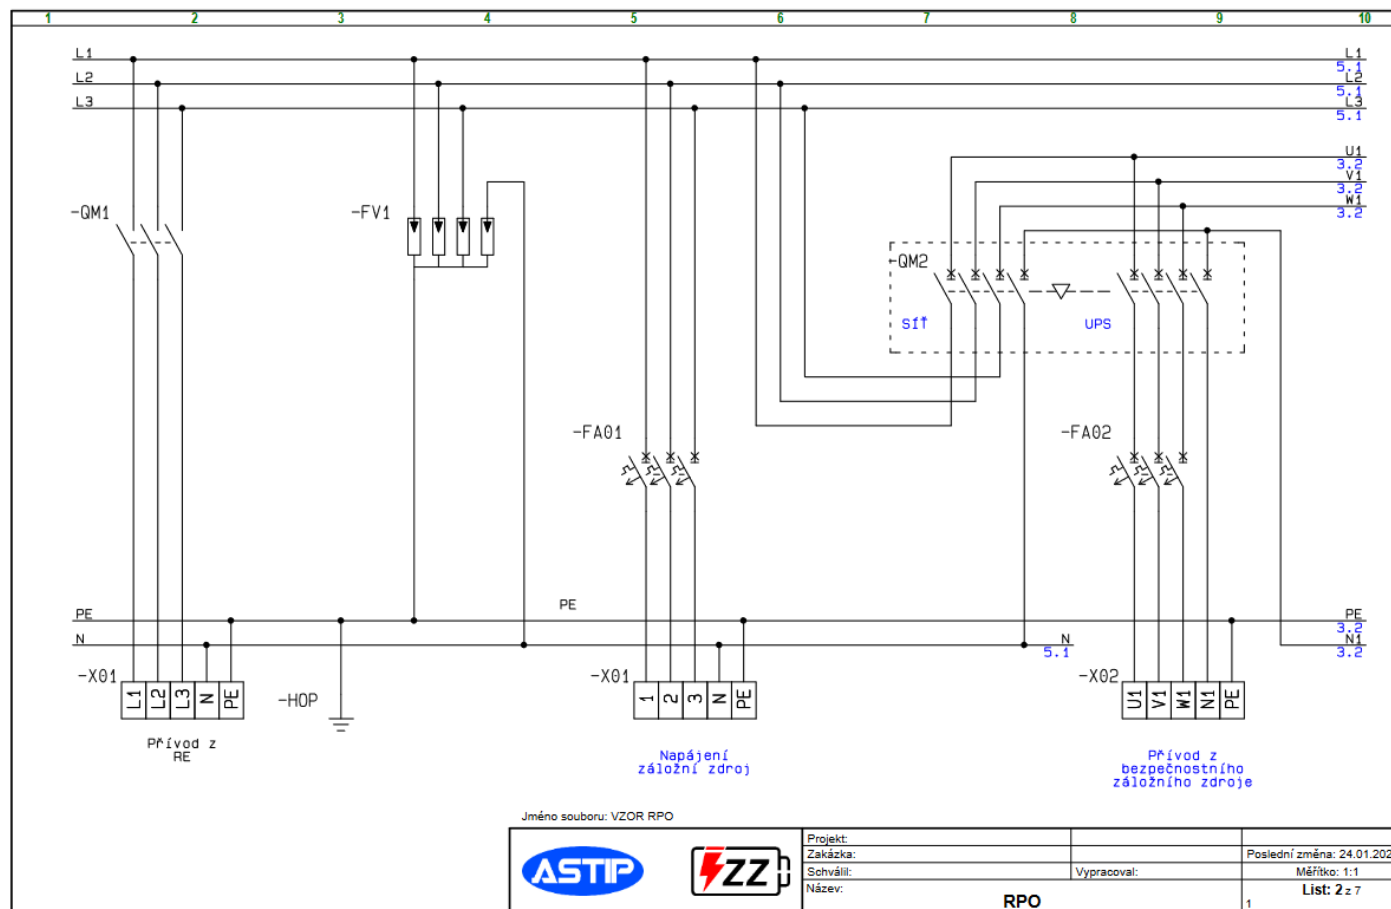 1 2 3 4 5 6 7 8 9 10
L1 L1
5.1
L2 L2
5.1
L3 L3
5.1
U1
3.2
V1
3.2
W1
3.2
-QM1 -FV1 -QM2
SÍŤ UPS
-FA01 -FA02
PE PE PE
3.2
N N N1
5.1 3.2
-X01 L1 L2 L3 N PE
-HOP
-X01 1 2 3 N PE
-X02 U1 V1 W1 N1 PE
Přívod z
RE
Napájení
záložní zdroj
Přívod z
bezpečnostního
záložního zdroje
Jméno souboru: VZOR RPO
ASTIP
ZZ
Projekt:
Zakázka: Poslední změna: 24.01.202
Schválil: Vypracoval: Měřítko: 1:1
Název: RPO List: 2 z 7
1